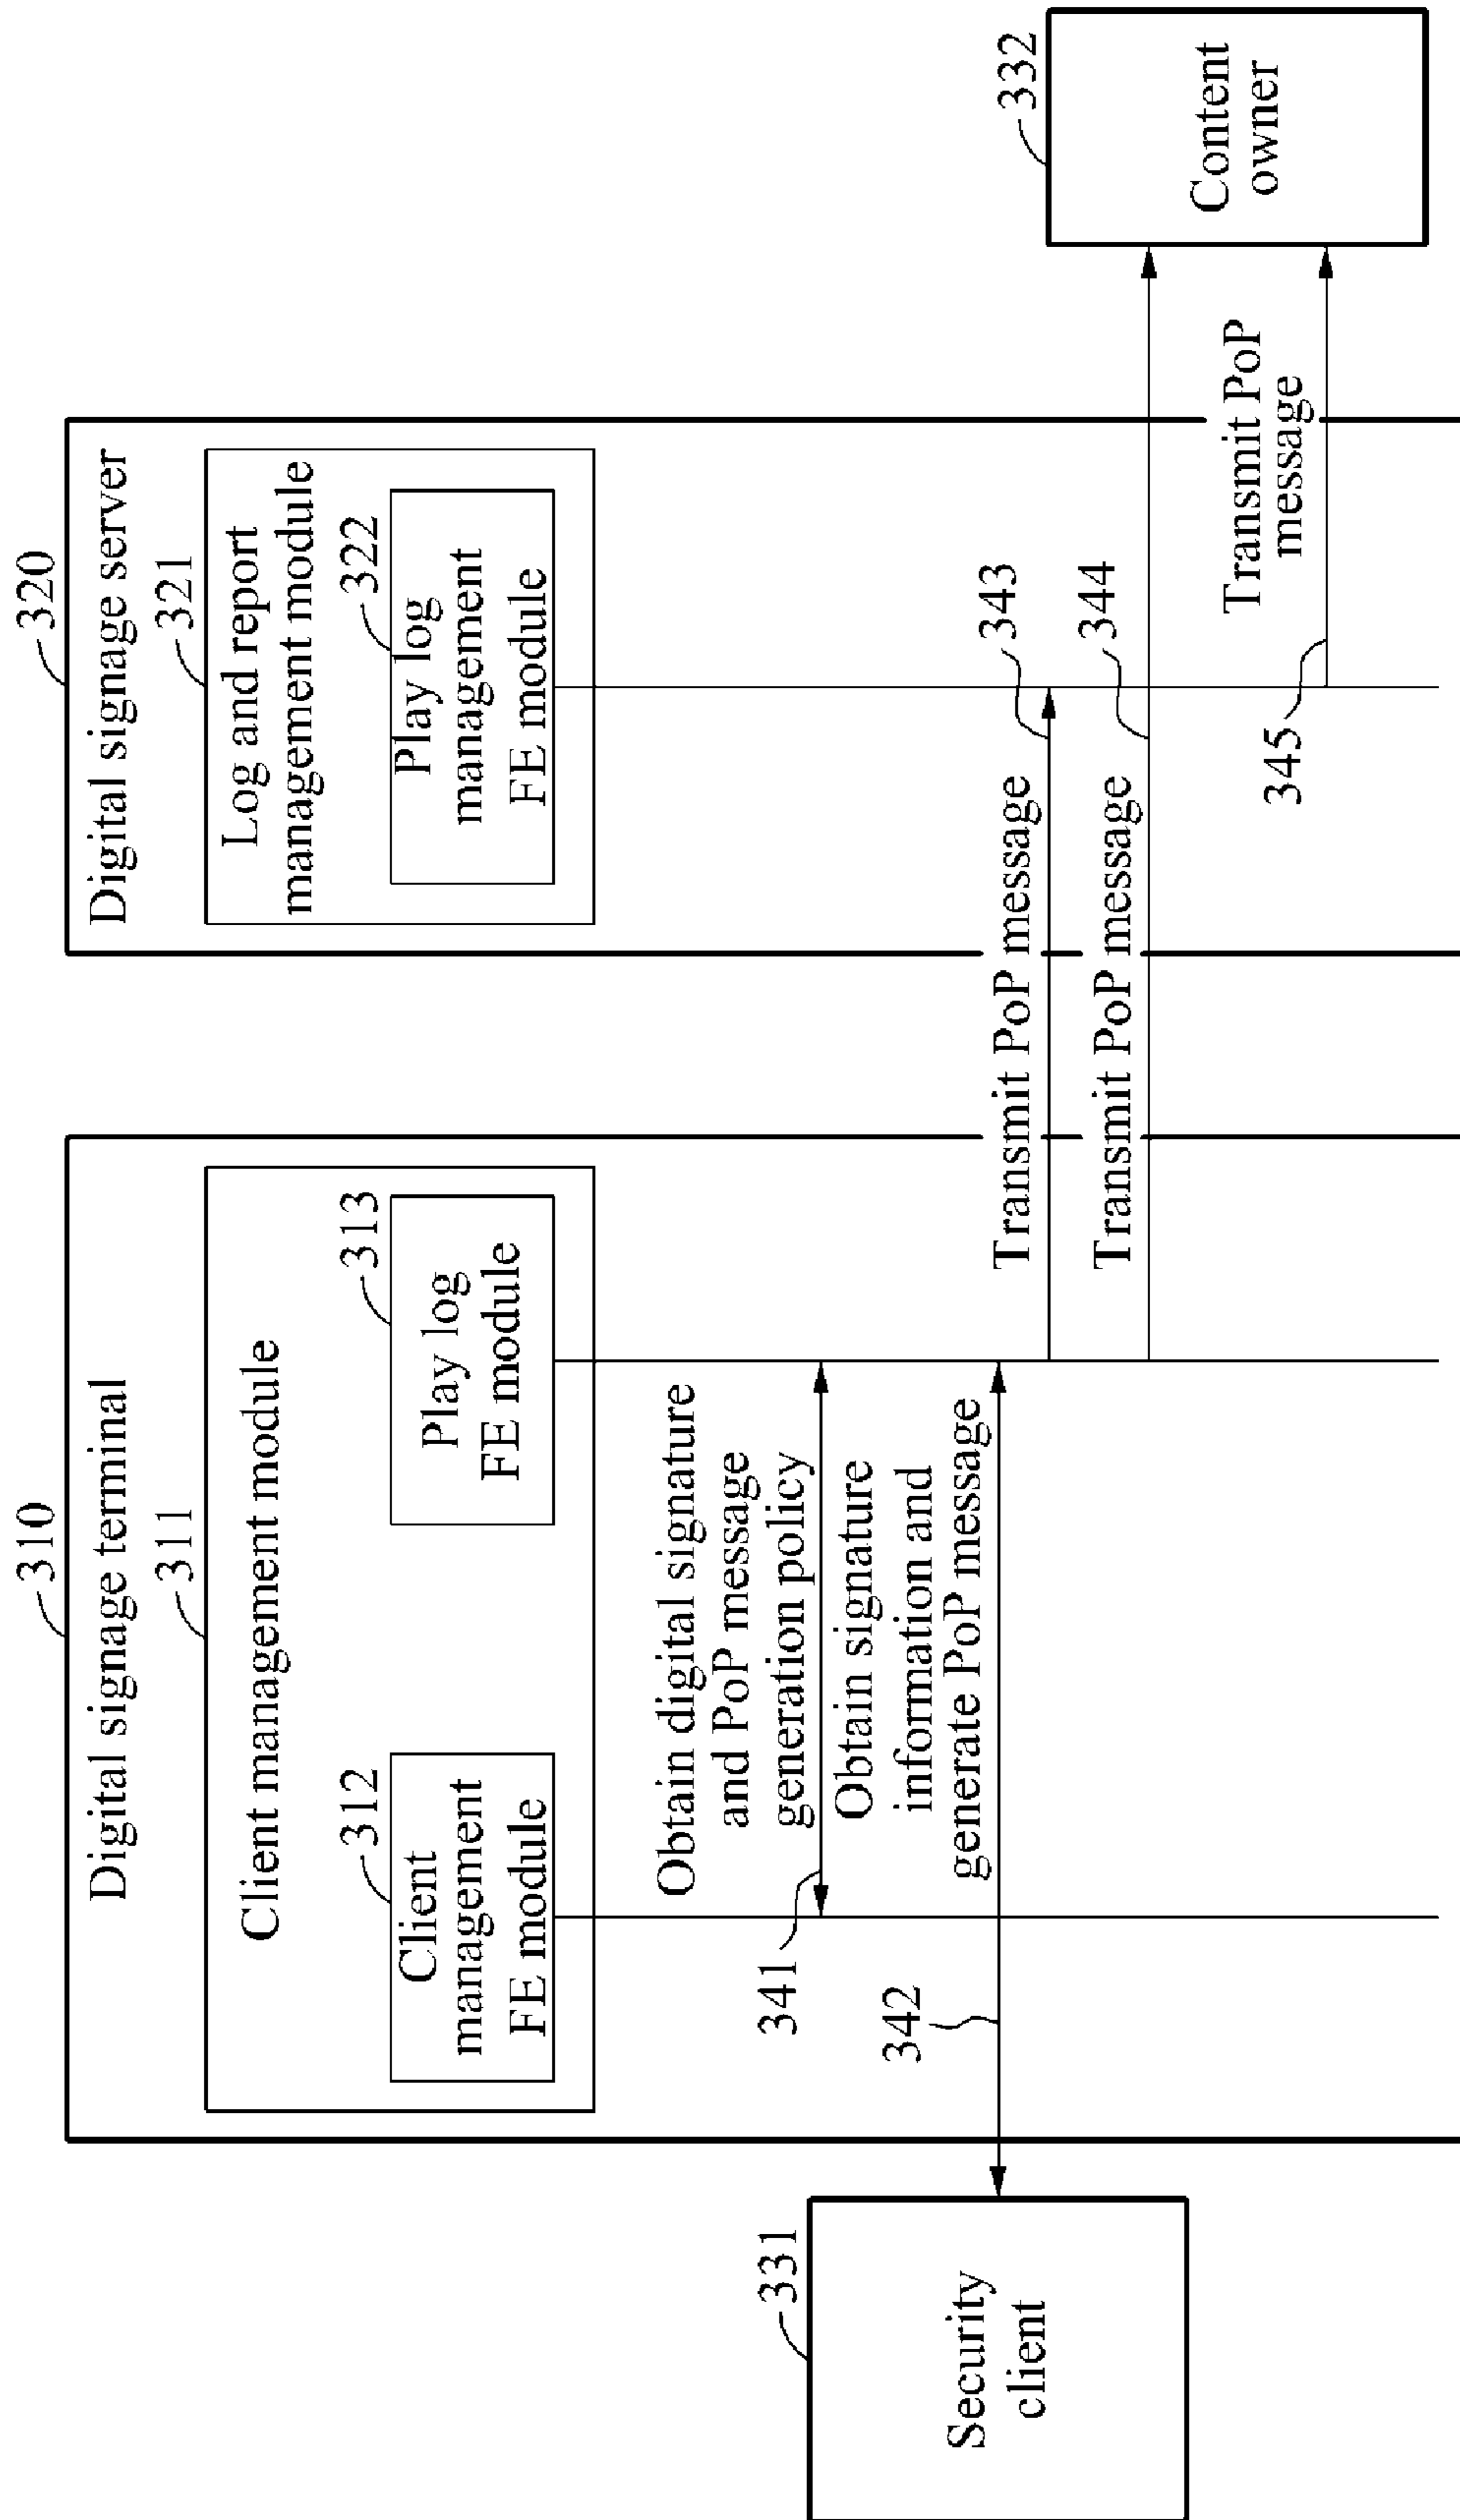 310
Digital signage terminal
311
Client management module
312
Client
management
FE module
313
Play log
FE module
320
Digital signage server
321
Log and report
management module
322
Play log
management
FE module
331
Security
client
332
Content
owner
Obtain digital signature
and PoP message
generation policy
341
Obtain signature
information and
generate PoP message
342
Transmit PoP message
343
Transmit PoP message
344
Transmit PoP
message
345